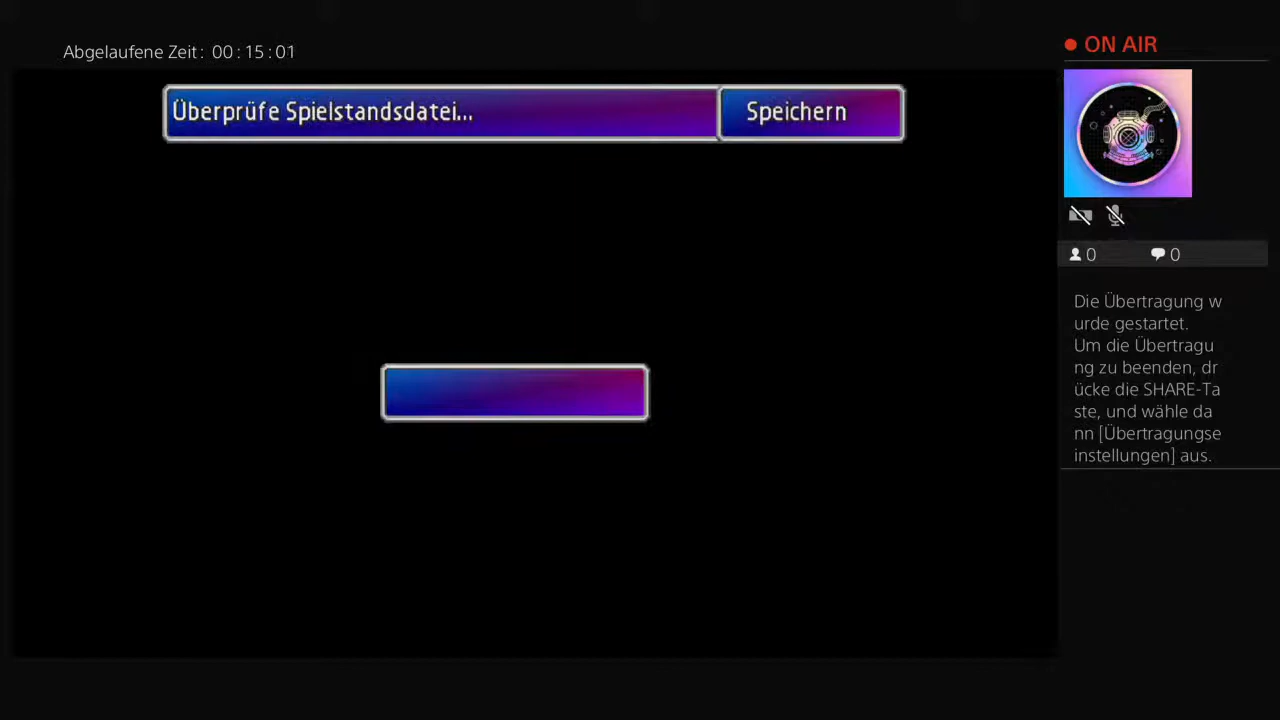 Abgelaufene Zeit: 00:15:01
ON AIR
Überprüfe Spielstandsdatei...
Speichern
0
0
Die Übertragung w
urde gestartet.
Um die Übertragu
ng zu beenden, dr
ücke die SHARE-Ta
ste, und wähle da
nn [Übertragungse
instellungen] aus.